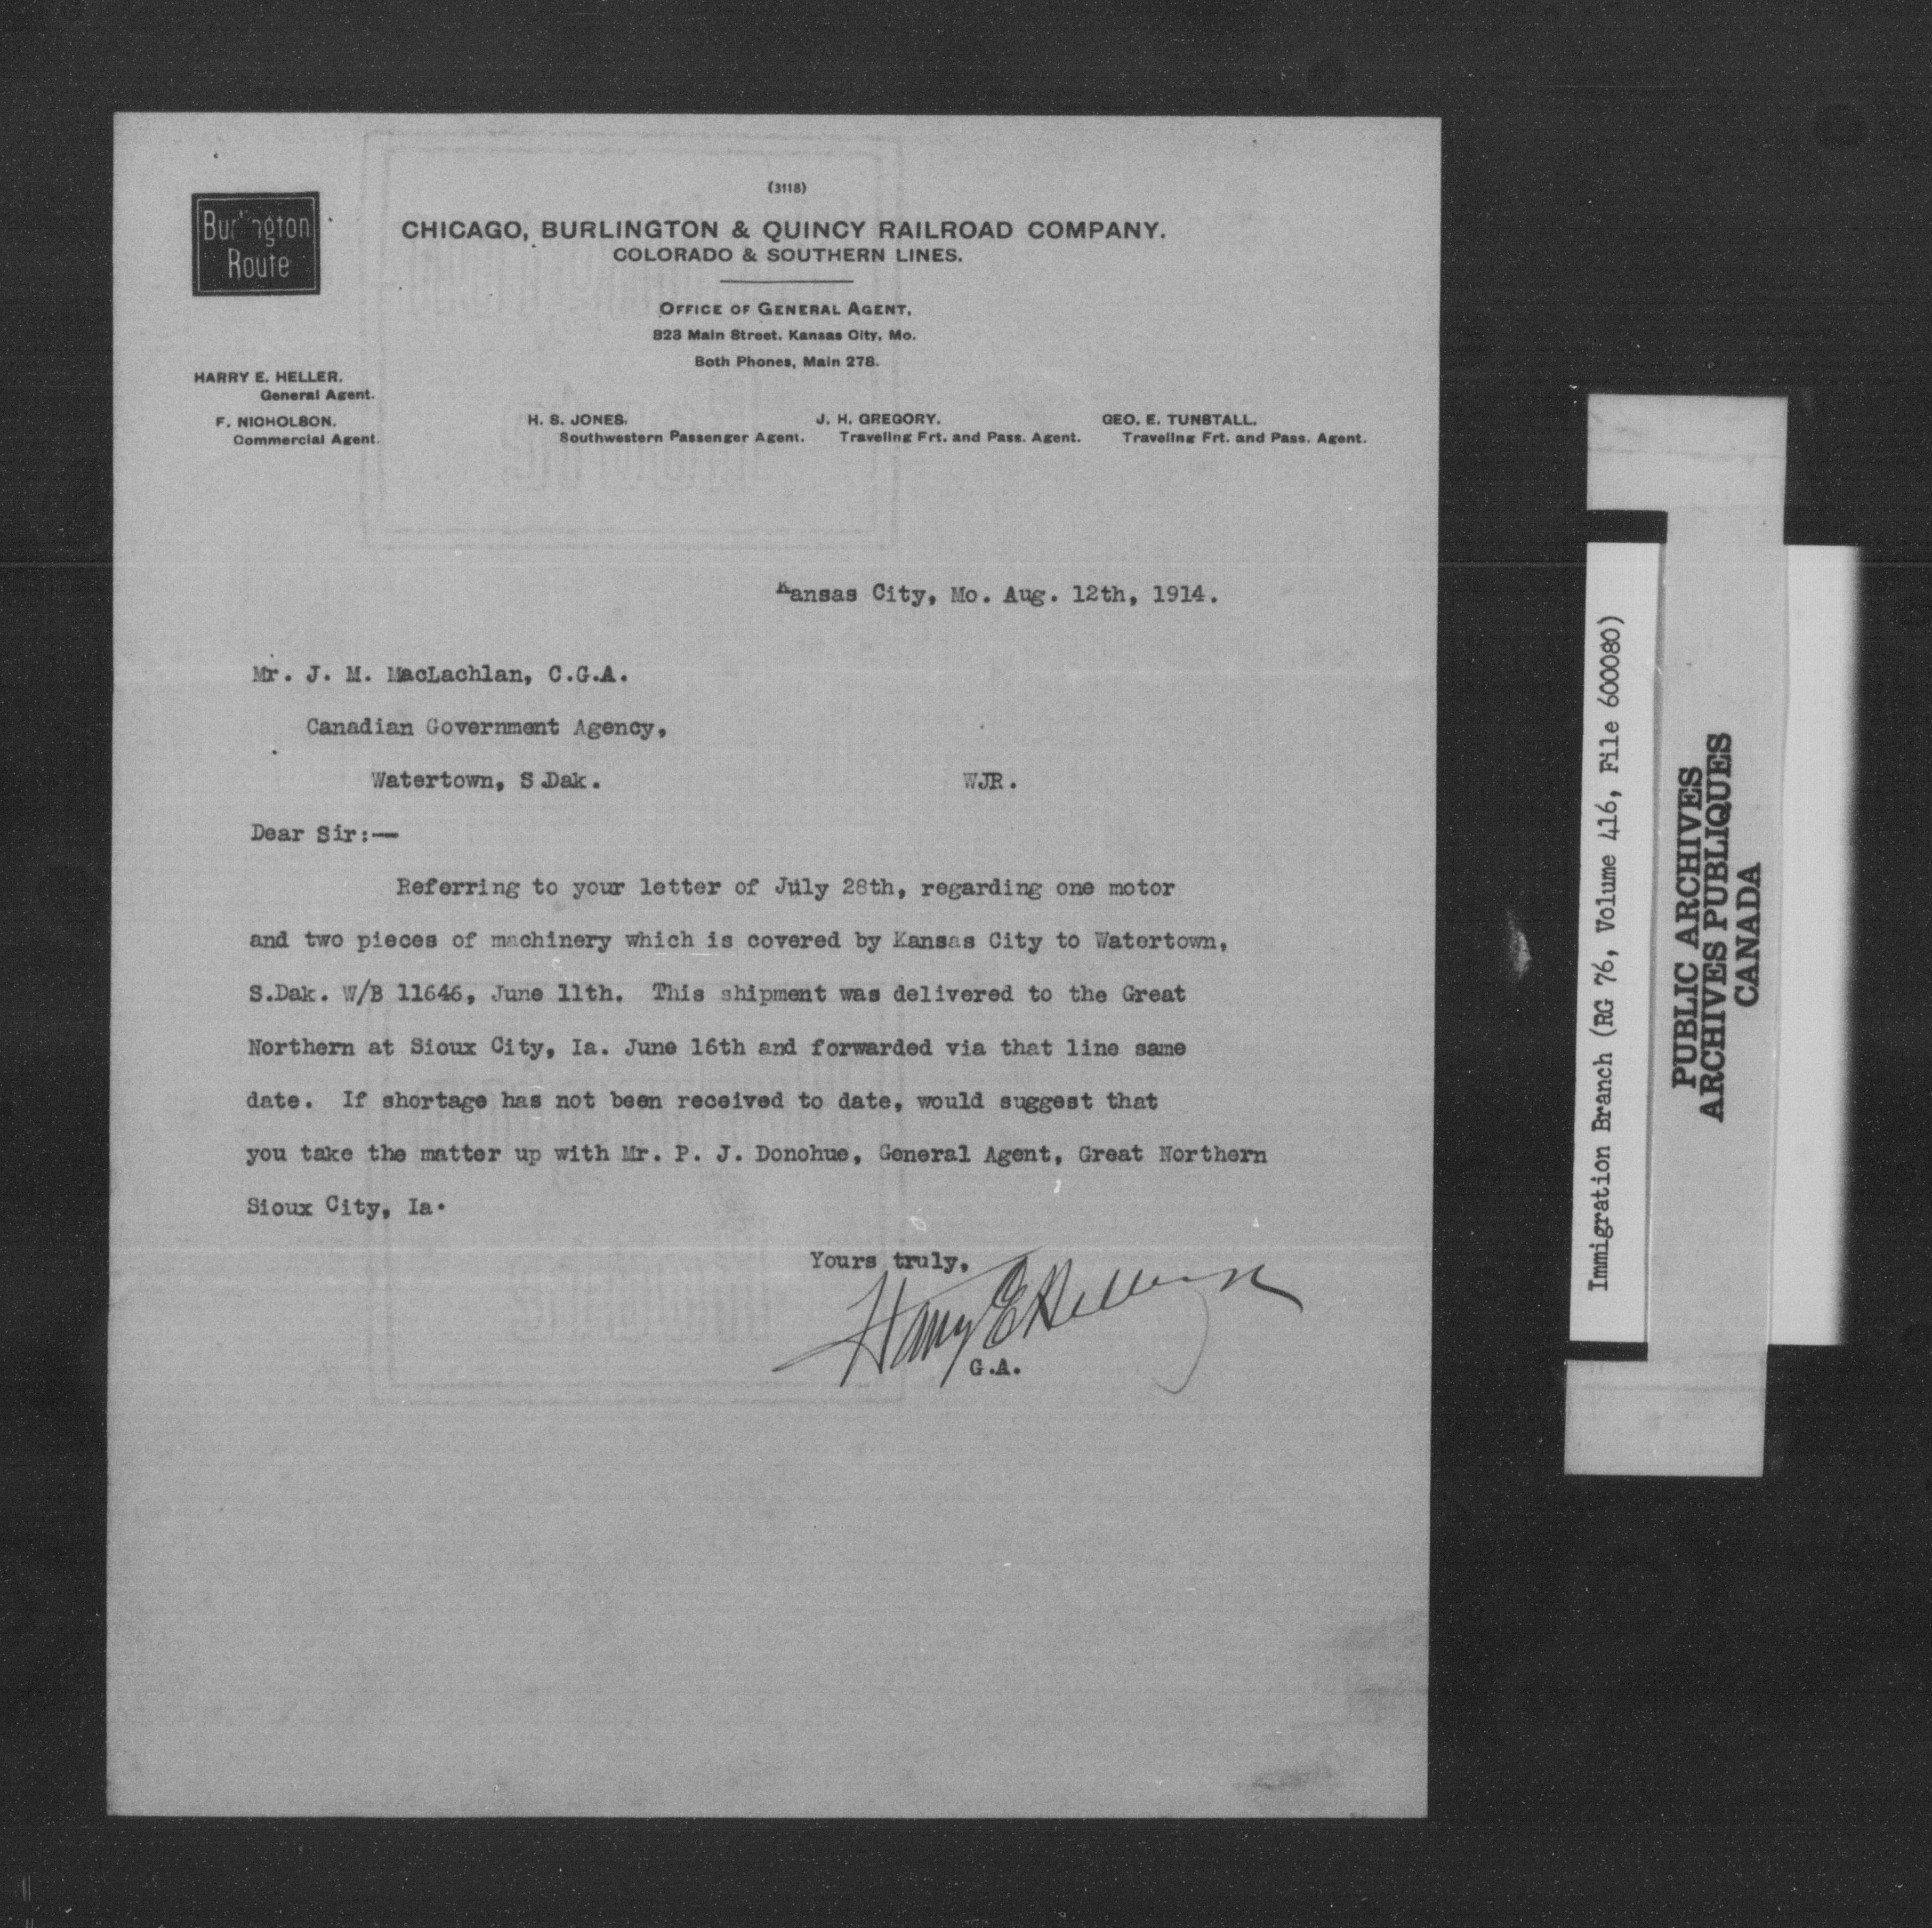 (3118)
Burlington
Route
CHICAGO, BURLINGTON & QUINCY RAILROAD COMPANY.
COLORADO & SOUTHERN LINES.
OFFICE OF GENERAL AGENT,
823 Main Street, Kansas City, Mo.
Both Phones, Main 278.
HARRY E. HELLER,
General Agent.
F. NICHOLSON,
Commercial Agent.
H. S. JONES,
Southwestern Passenger Agent.
J. H. GREGORY,
Traveling Frt. and Pass. Agent.
GEO. E. TUNSTALL,
Traveling Frt. and Pass. Agent.
Kansas City, Mo. Aug. 12th, 1914.
Mr. J. M. MacLachlan, C.G.A.
Canadian Government Agency,
Watertown, S.Dak. WJR.
Dear Sir:—
Referring to your letter of July 28th, regarding one motor
and two pieces of machinery which is covered by Kansas City to Watertown,
S.Dak. W/B 11646, June 11th. This shipment was delivered to the Great
Northern at Sioux City, Ia. June 16th and forwarded via that line same
date. If shortage has not been received to date, would suggest that
you take the matter up with Mr. P. J. Donohue, General Agent, Great Northern
Sioux City, Ia.
Yours truly,
Harry E Heller
G.A.
Immigration Branch (RG 76, Volume 416, File 600080)
PUBLIC ARCHIVES
ARCHIVES PUBLIQUES
CANADA